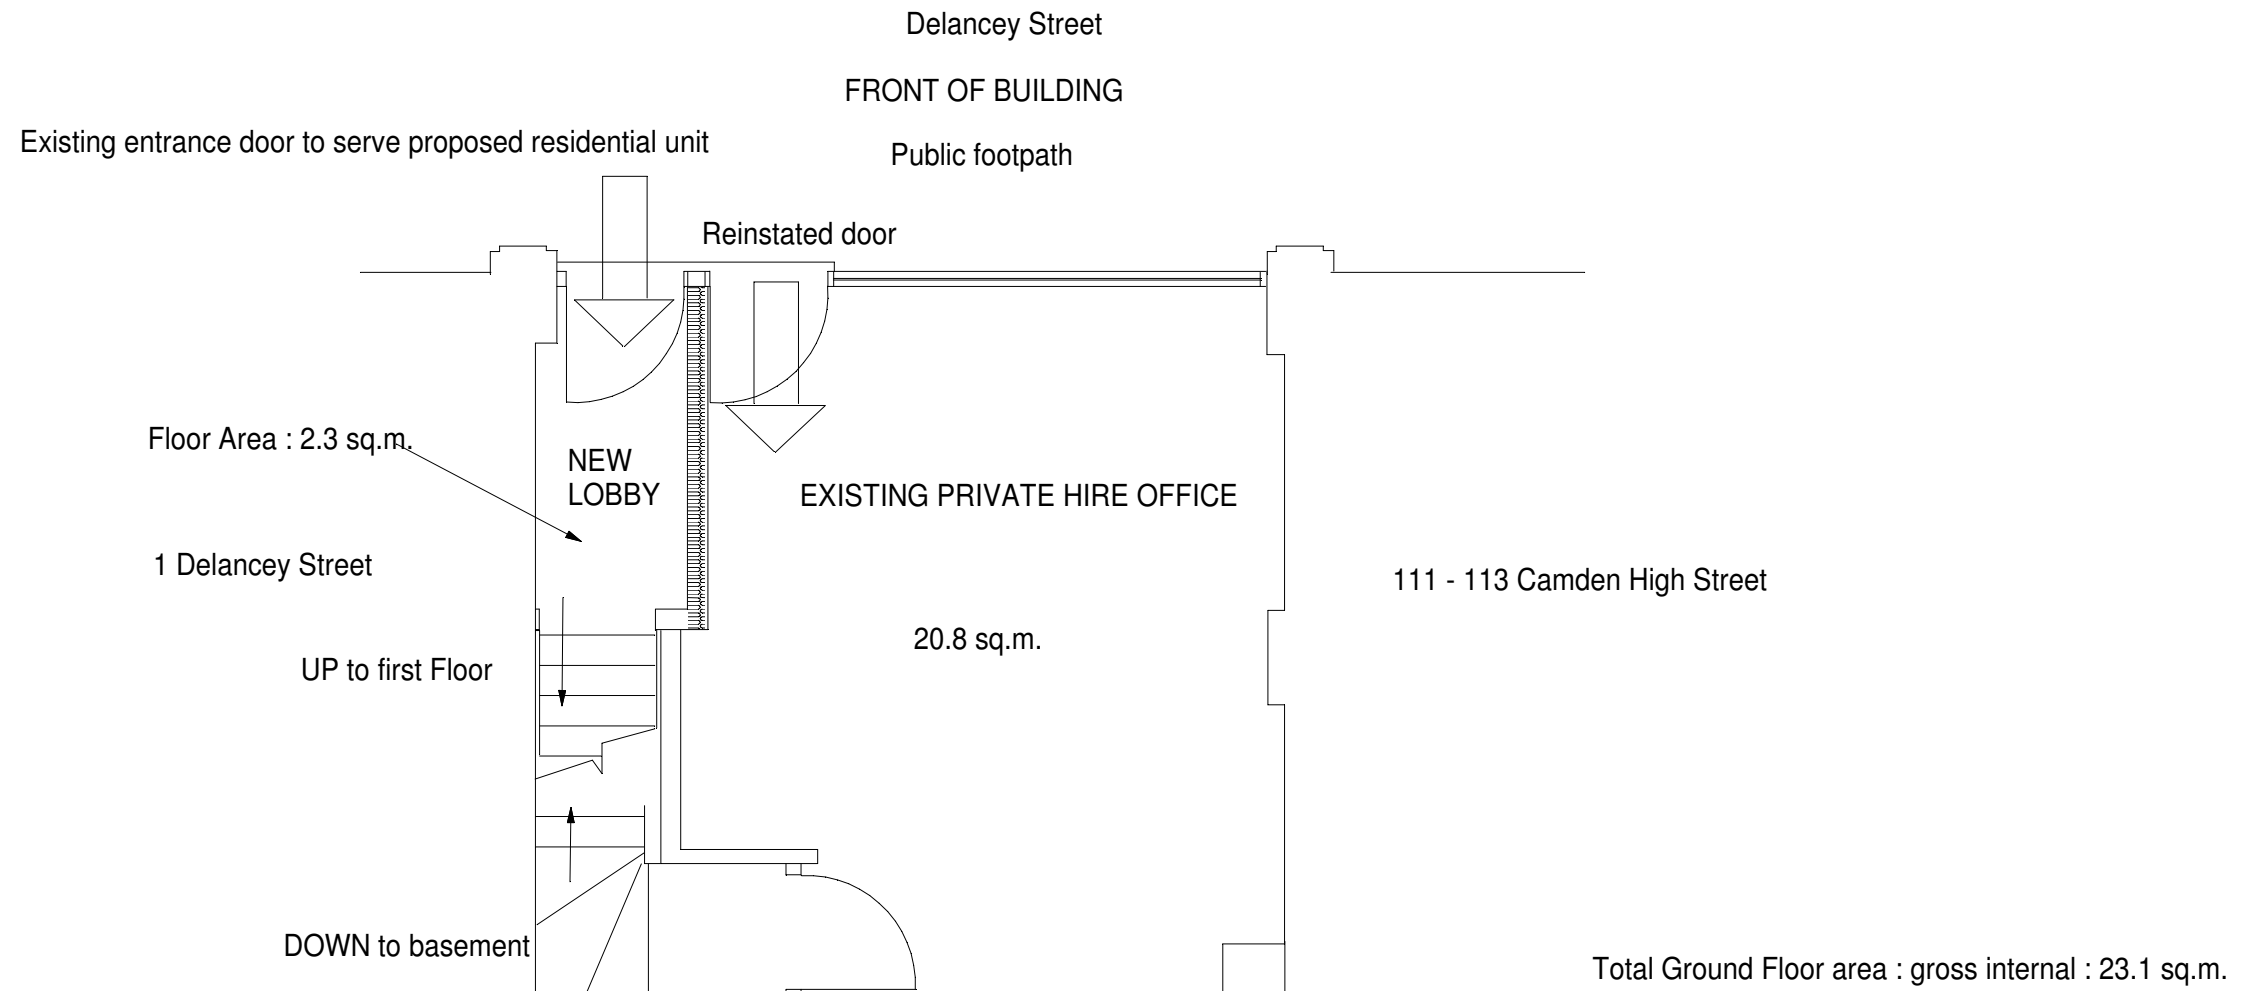 Delancey Street
FRONT OF BUILDING
Existing entrance door to serve proposed residential unit
Public footpath
Reinstated door
Floor Area : 2.3 sq.m.
NEW
LOBBY
EXISTING PRIVATE HIRE OFFICE
1 Delancey Street
111 - 113 Camden High Street
20.8 sq.m.
UP to first Floor
DOWN to basement
Total Ground Floor area : gross internal : 23.1 sq.m.